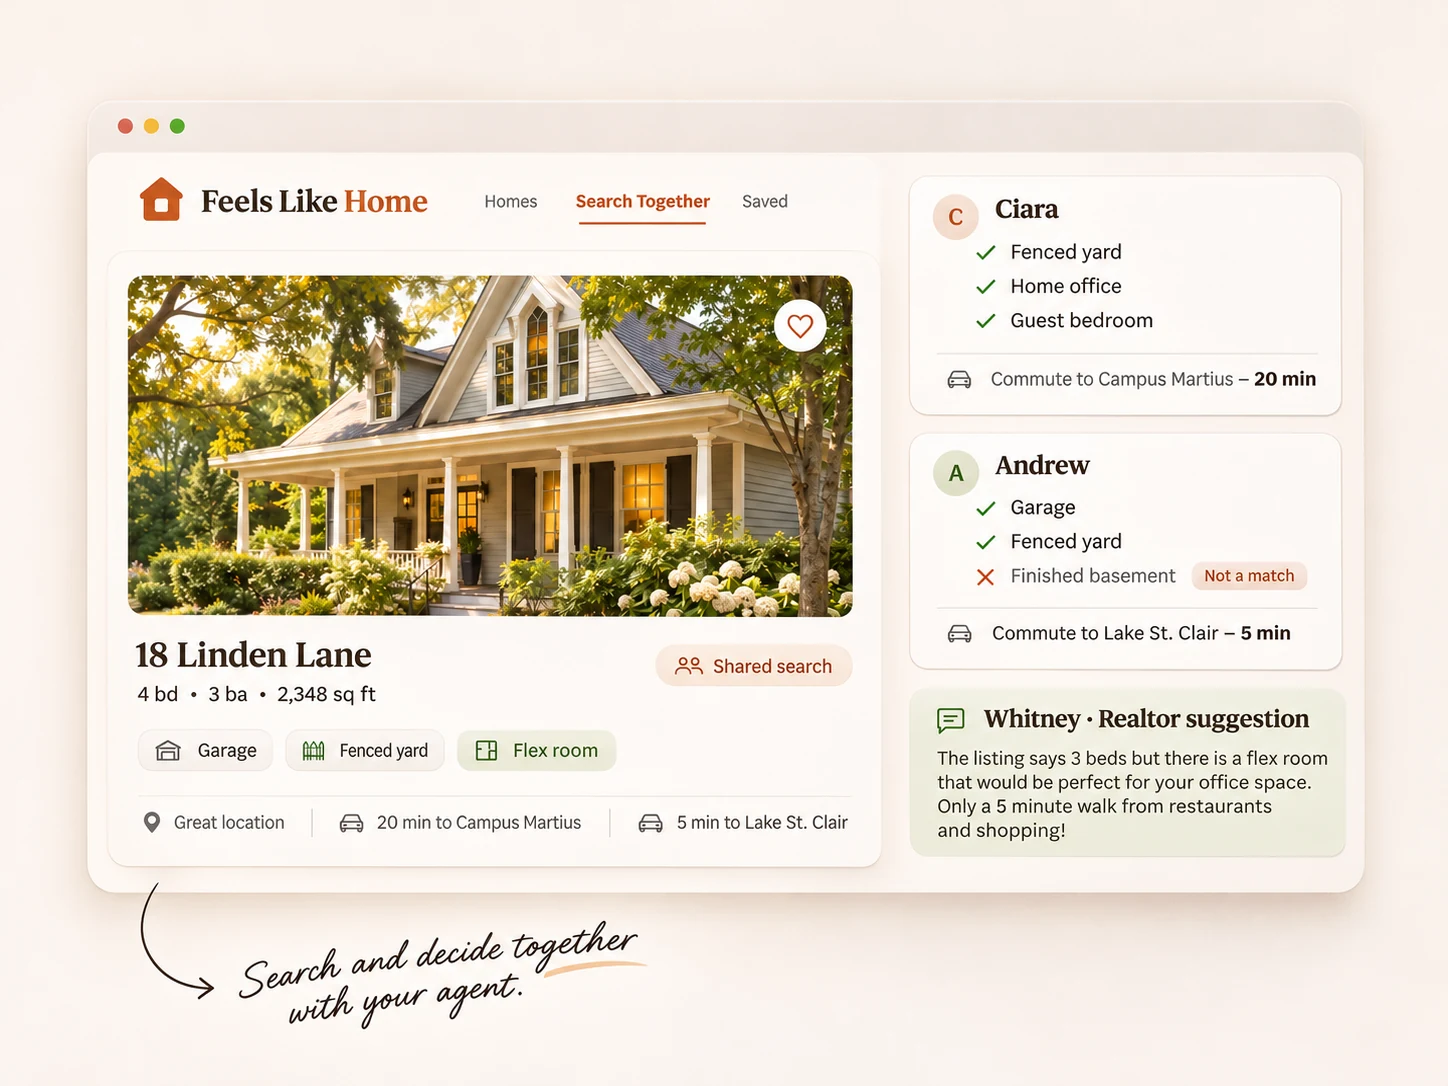 Feels Like Home
Homes
Search Together
Saved
18 Linden Lane
4 bd • 3 ba • 2,348 sq ft
Shared search
Garage
Fenced yard
Flex room
Great location
20 min to Campus Martius
5 min to Lake St. Clair
C
Ciara
Fenced yard
Home office
Guest bedroom
Commute to Campus Martius – 20 min
A
Andrew
Garage
Fenced yard
Finished basement
Not a match
Commute to Lake St. Clair – 5 min
Whitney · Realtor suggestion
The listing says 3 beds but there is a flex room
that would be perfect for your office space.
Only a 5 minute walk from restaurants
and shopping!
Search and decide together
with your agent.